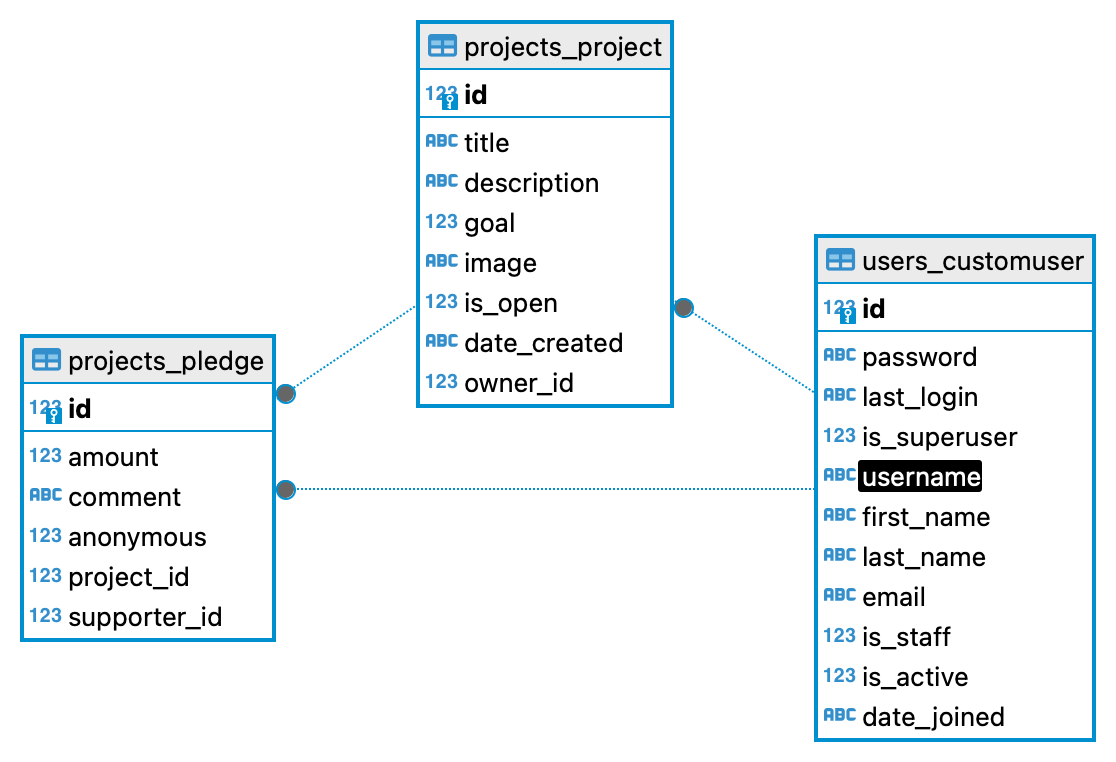 projects_project
123 id
ABC title
ABC description
123 goal
ABC image
123 is_open
ABC date_created
123 owner_id
projects_pledge
123 id
123 amount
ABC comment
123 anonymous
123 project_id
123 supporter_id
users_customuser
123 id
ABC password
ABC last_login
123 is_superuser
ABC username
ABC first_name
ABC last_name
ABC email
123 is_staff
123 is_active
ABC date_joined